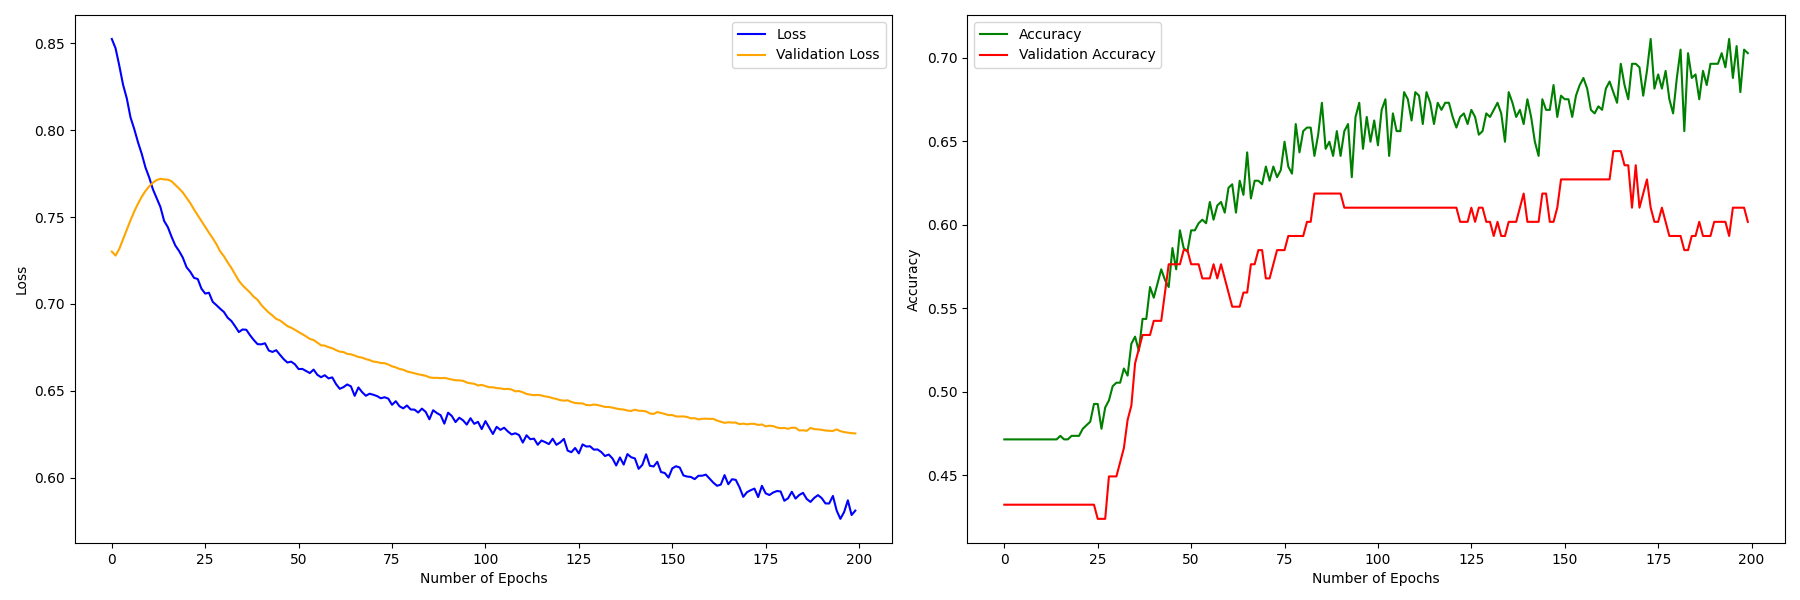 Loss
Validation Loss
0.85
0.80
0.75
0.70
0.65
0.60
Loss
0 25 50 75 100 125 150 175 200
Number of Epochs
Accuracy
Validation Accuracy
0.70
0.65
0.60
0.55
0.50
0.45
Accuracy
0 25 50 75 100 125 150 175 200
Number of Epochs